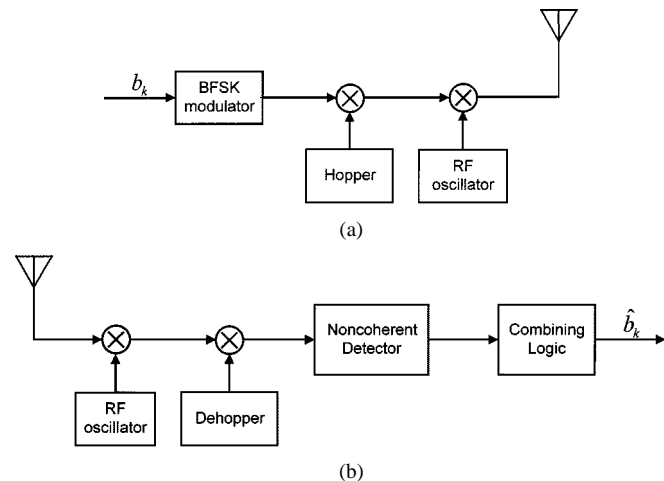 b_k
BFSK
modulator
Hopper
RF
oscillator
(a)
Noncoherent
Detector
Combining
Logic
b̂_k
RF
oscillator
Dehopper
(b)